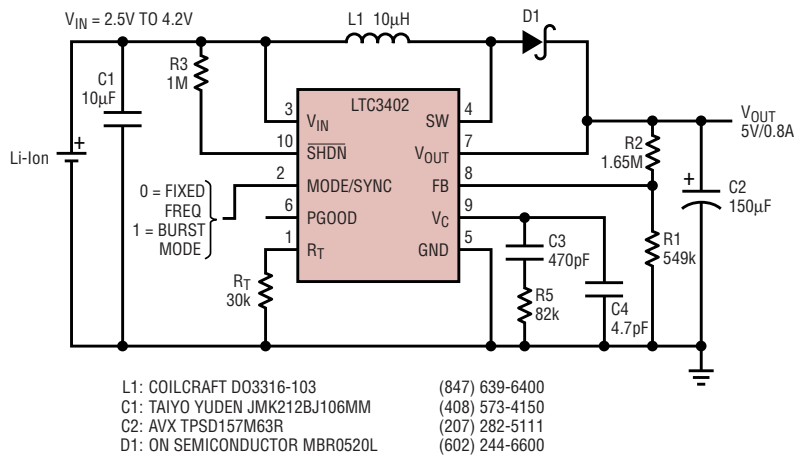 V_IN = 2.5V TO 4.2V
L1 10µH
D1
R3
1M
C1
10µF
Li-Ion
+
LTC3402
3
V_IN
10
SHDN
2
MODE/SYNC
6
PGOOD
1
R_T
4
SW
7
V_OUT
8
FB
9
V_C
5
GND
0 = FIXED
FREQ
1 = BURST
MODE
R_T
30k
C3
470pF
R5
82k
C4
4.7pF
R2
1.65M
R1
549k
V_OUT
5V/0.8A
+
C2
150µF
L1: COILCRAFT DO3316-103 (847) 639-6400
C1: TAIYO YUDEN JMK212BJ106MM (408) 573-4150
C2: AVX TPSD157M63R (207) 282-5111
D1: ON SEMICONDUCTOR MBR0520L (602) 244-6600